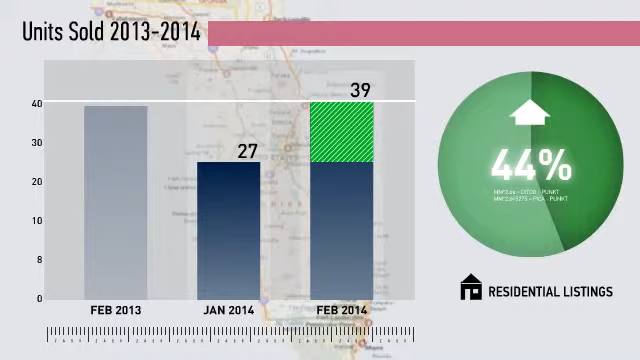 Units Sold 2013-2014
39
40
27
44%
30
20
10
8
0
RESIDENTIAL LISTINGS
FEB 2013
JAN 2014
FEB 2014